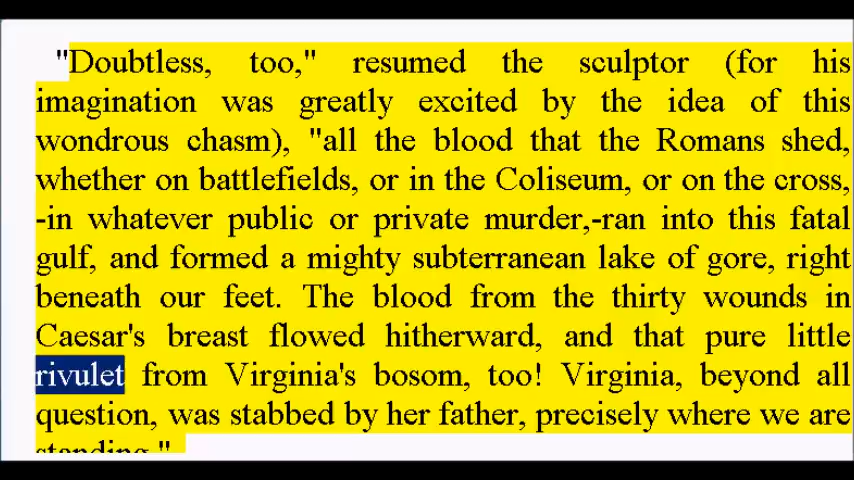 "Doubtless, too," resumed the sculptor (for his
imagination was greatly excited by the idea of this
wondrous chasm), "all the blood that the Romans shed,
whether on battlefields, or in the Coliseum, or on the cross,
-in whatever public or private murder,-ran into this fatal
gulf, and formed a mighty subterranean lake of gore, right
beneath our feet. The blood from the thirty wounds in
Caesar's breast flowed hitherward, and that pure little
rivulet from Virginia's bosom, too! Virginia, beyond all
question, was stabbed by her father, precisely where we are
standing."